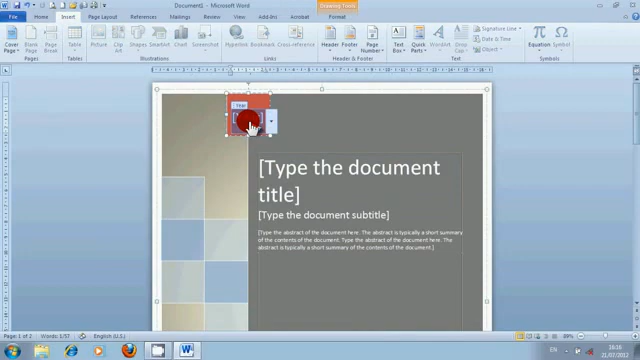 Document1 - Microsoft Word
Drawing Tools
File Home Insert Page Layout References Mailings Review View Add-Ins Acrobat Format
Cover Page
Blank Page
Page Break
Table
Picture
Clip Art
Shapes
SmartArt
Chart
Screenshot
Hyperlink
Bookmark
Cross-reference
Header
Footer
Page Number
Text Box
Quick Parts
WordArt
Drop Cap
Signature Line
Date & Time
Object
Equation
Symbol
Pages
Tables
Illustrations
Links
Header & Footer
Text
Symbols
Year
[Type the document
title]
[Type the document subtitle]
[Type the abstract of the document here. The abstract is typically a short summary
of the contents of the document. Type the abstract of the document here. The
abstract is typically a short summary of the contents of the document.]
Page: 1 of 2
Words: 1/57
English (U.S.)
89%
EN
16:16
21/07/2012